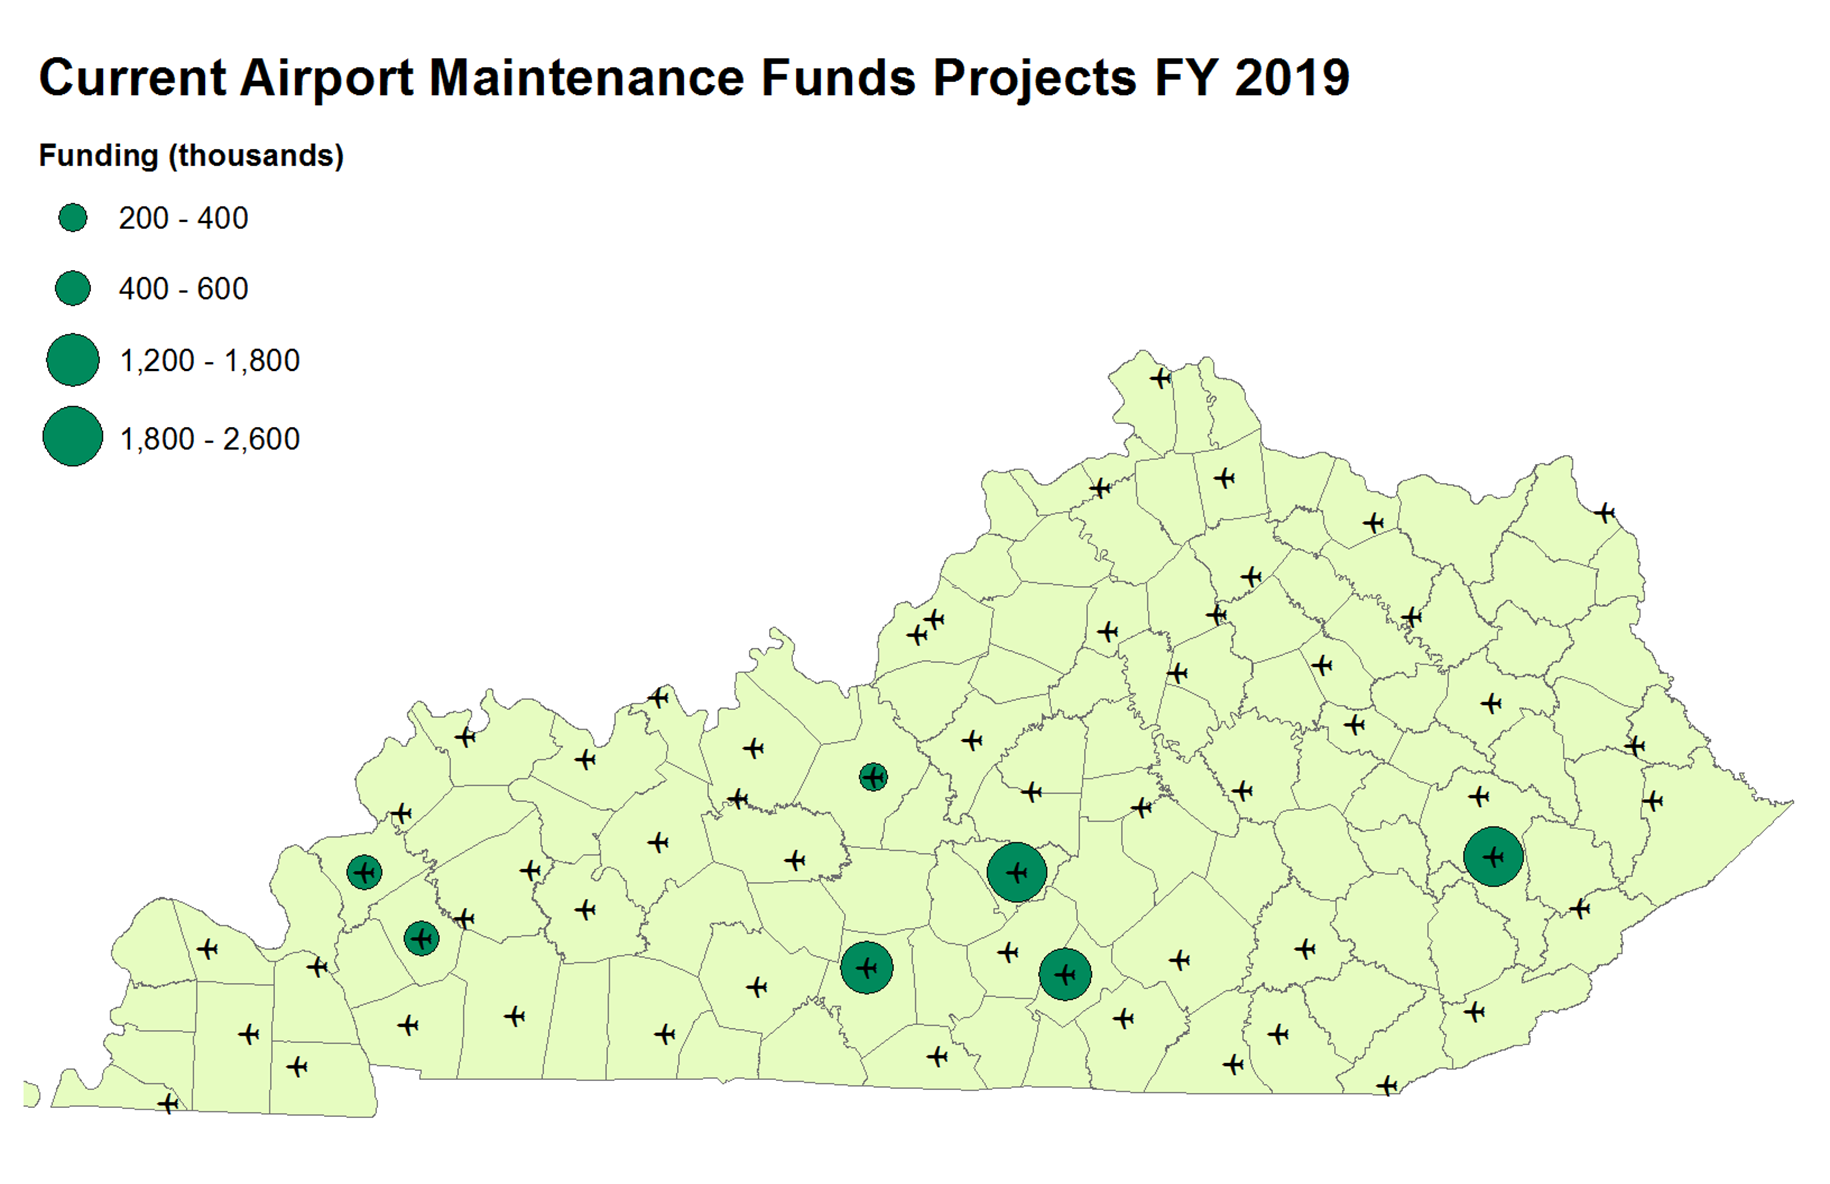 Current Airport Maintenance Funds Projects FY 2019
Funding (thousands)
200 - 400
400 - 600
1,200 - 1,800
1,800 - 2,600